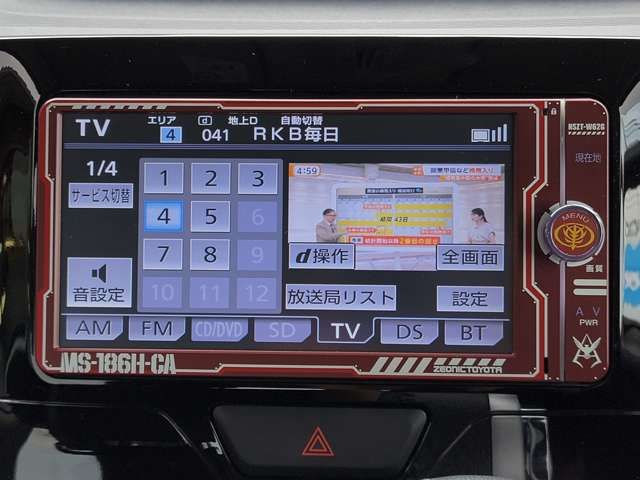 TV
エリア
4
d
地上D
041
自動切替
RKB毎日
1/4
サービス切替
1 2 3
4 5 6
7 8 9
10 11 12
音設定
4:59
d操作
全画面
放送局リスト
設定
AM FM CD/DVD SD TV DS BT
MS-186H-CA
ZEONICTOYOTA
NSZT-W62G
現在地
MENU
画質
A V
PWR